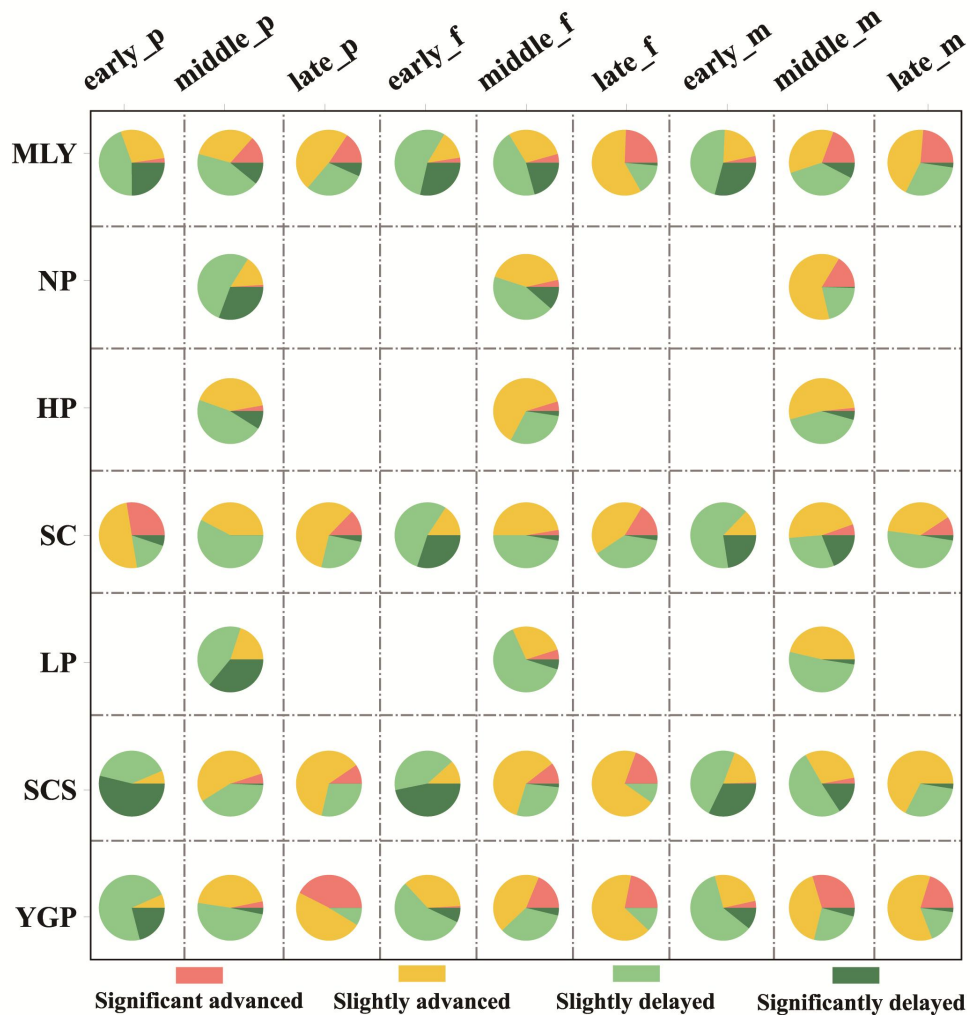 early_p middle_p late_p early_f middle_f late_f early_m middle_m late_m
MLY
NP
HP
SC
LP
SCS
YGP
Significant advanced Slightly advanced Slightly delayed Significantly delayed